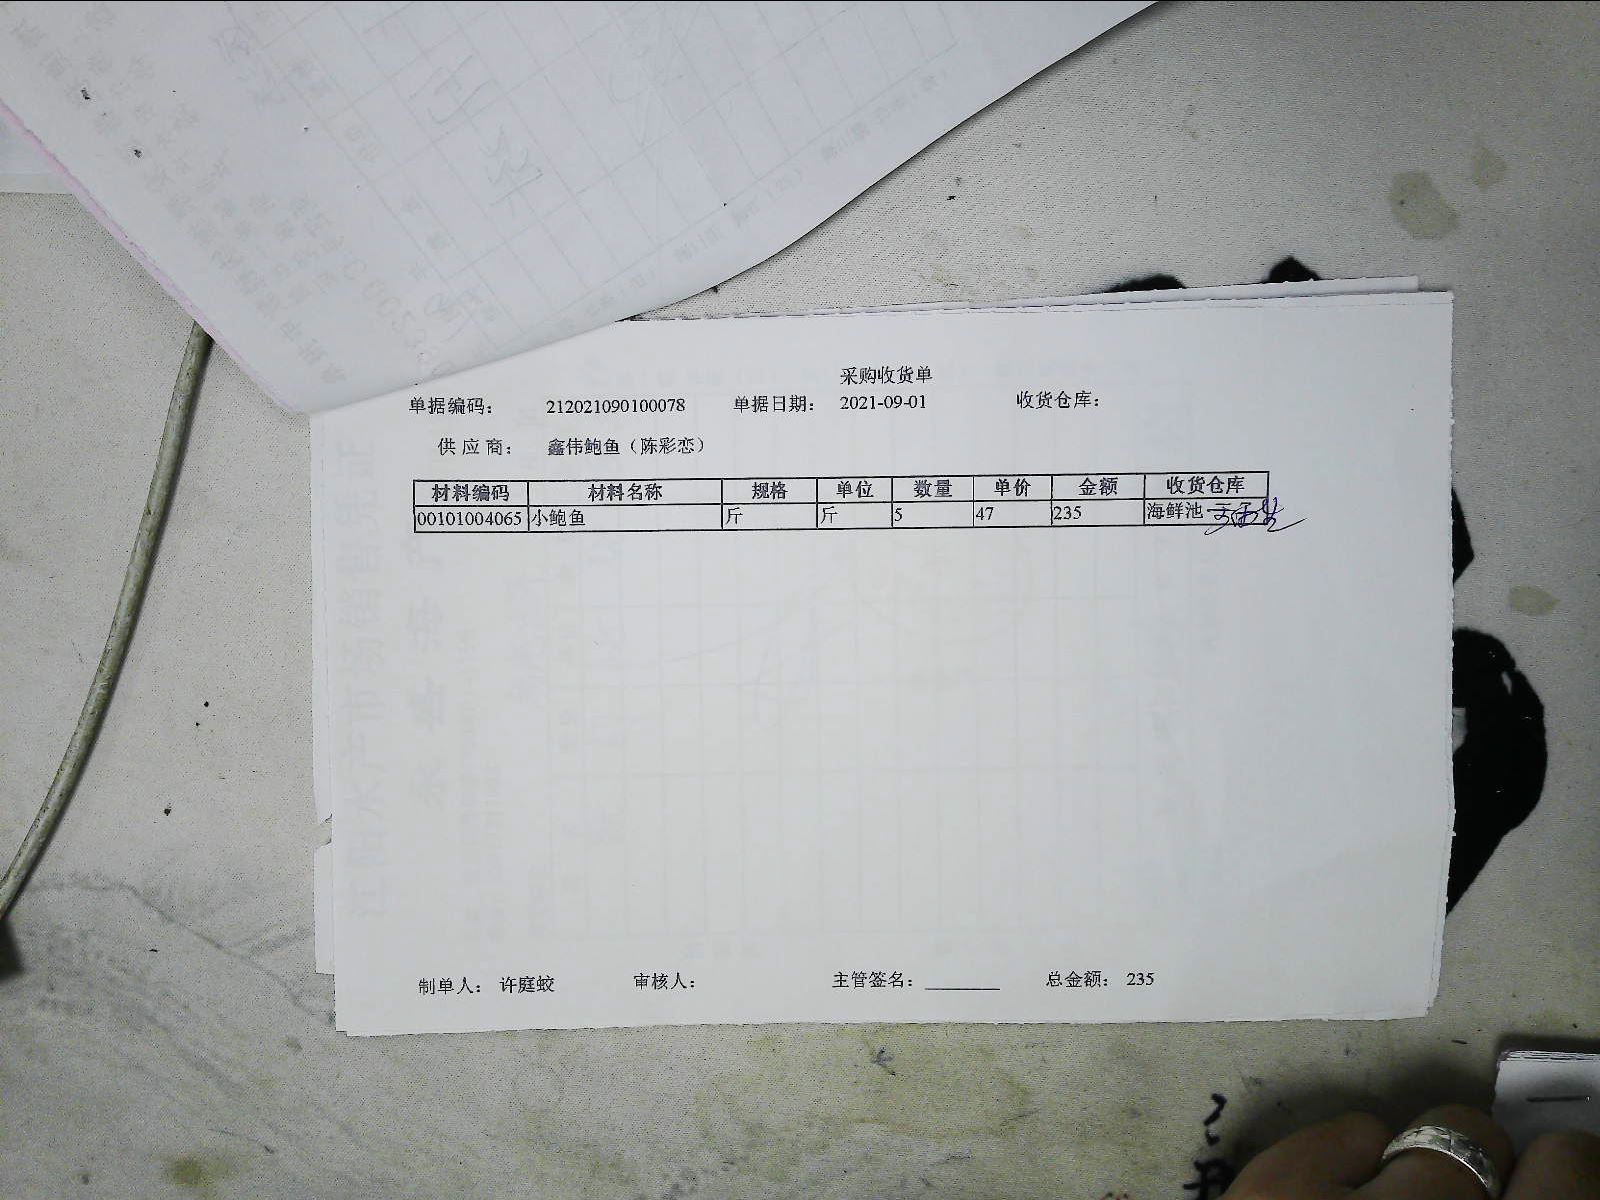 采购收货单
单据编码： 212021090100078 单据日期： 2021-09-01 收货仓库：
供应商： 鑫伟鲍鱼（陈彩恋）
材料编码 材料名称 规格 单位 数量 单价 金额 收货仓库
00101004065 小鲍鱼 斤 斤 5 47 235 海鲜池
制单人： 许庭蛟 审核人： 主管签名： 总金额： 235